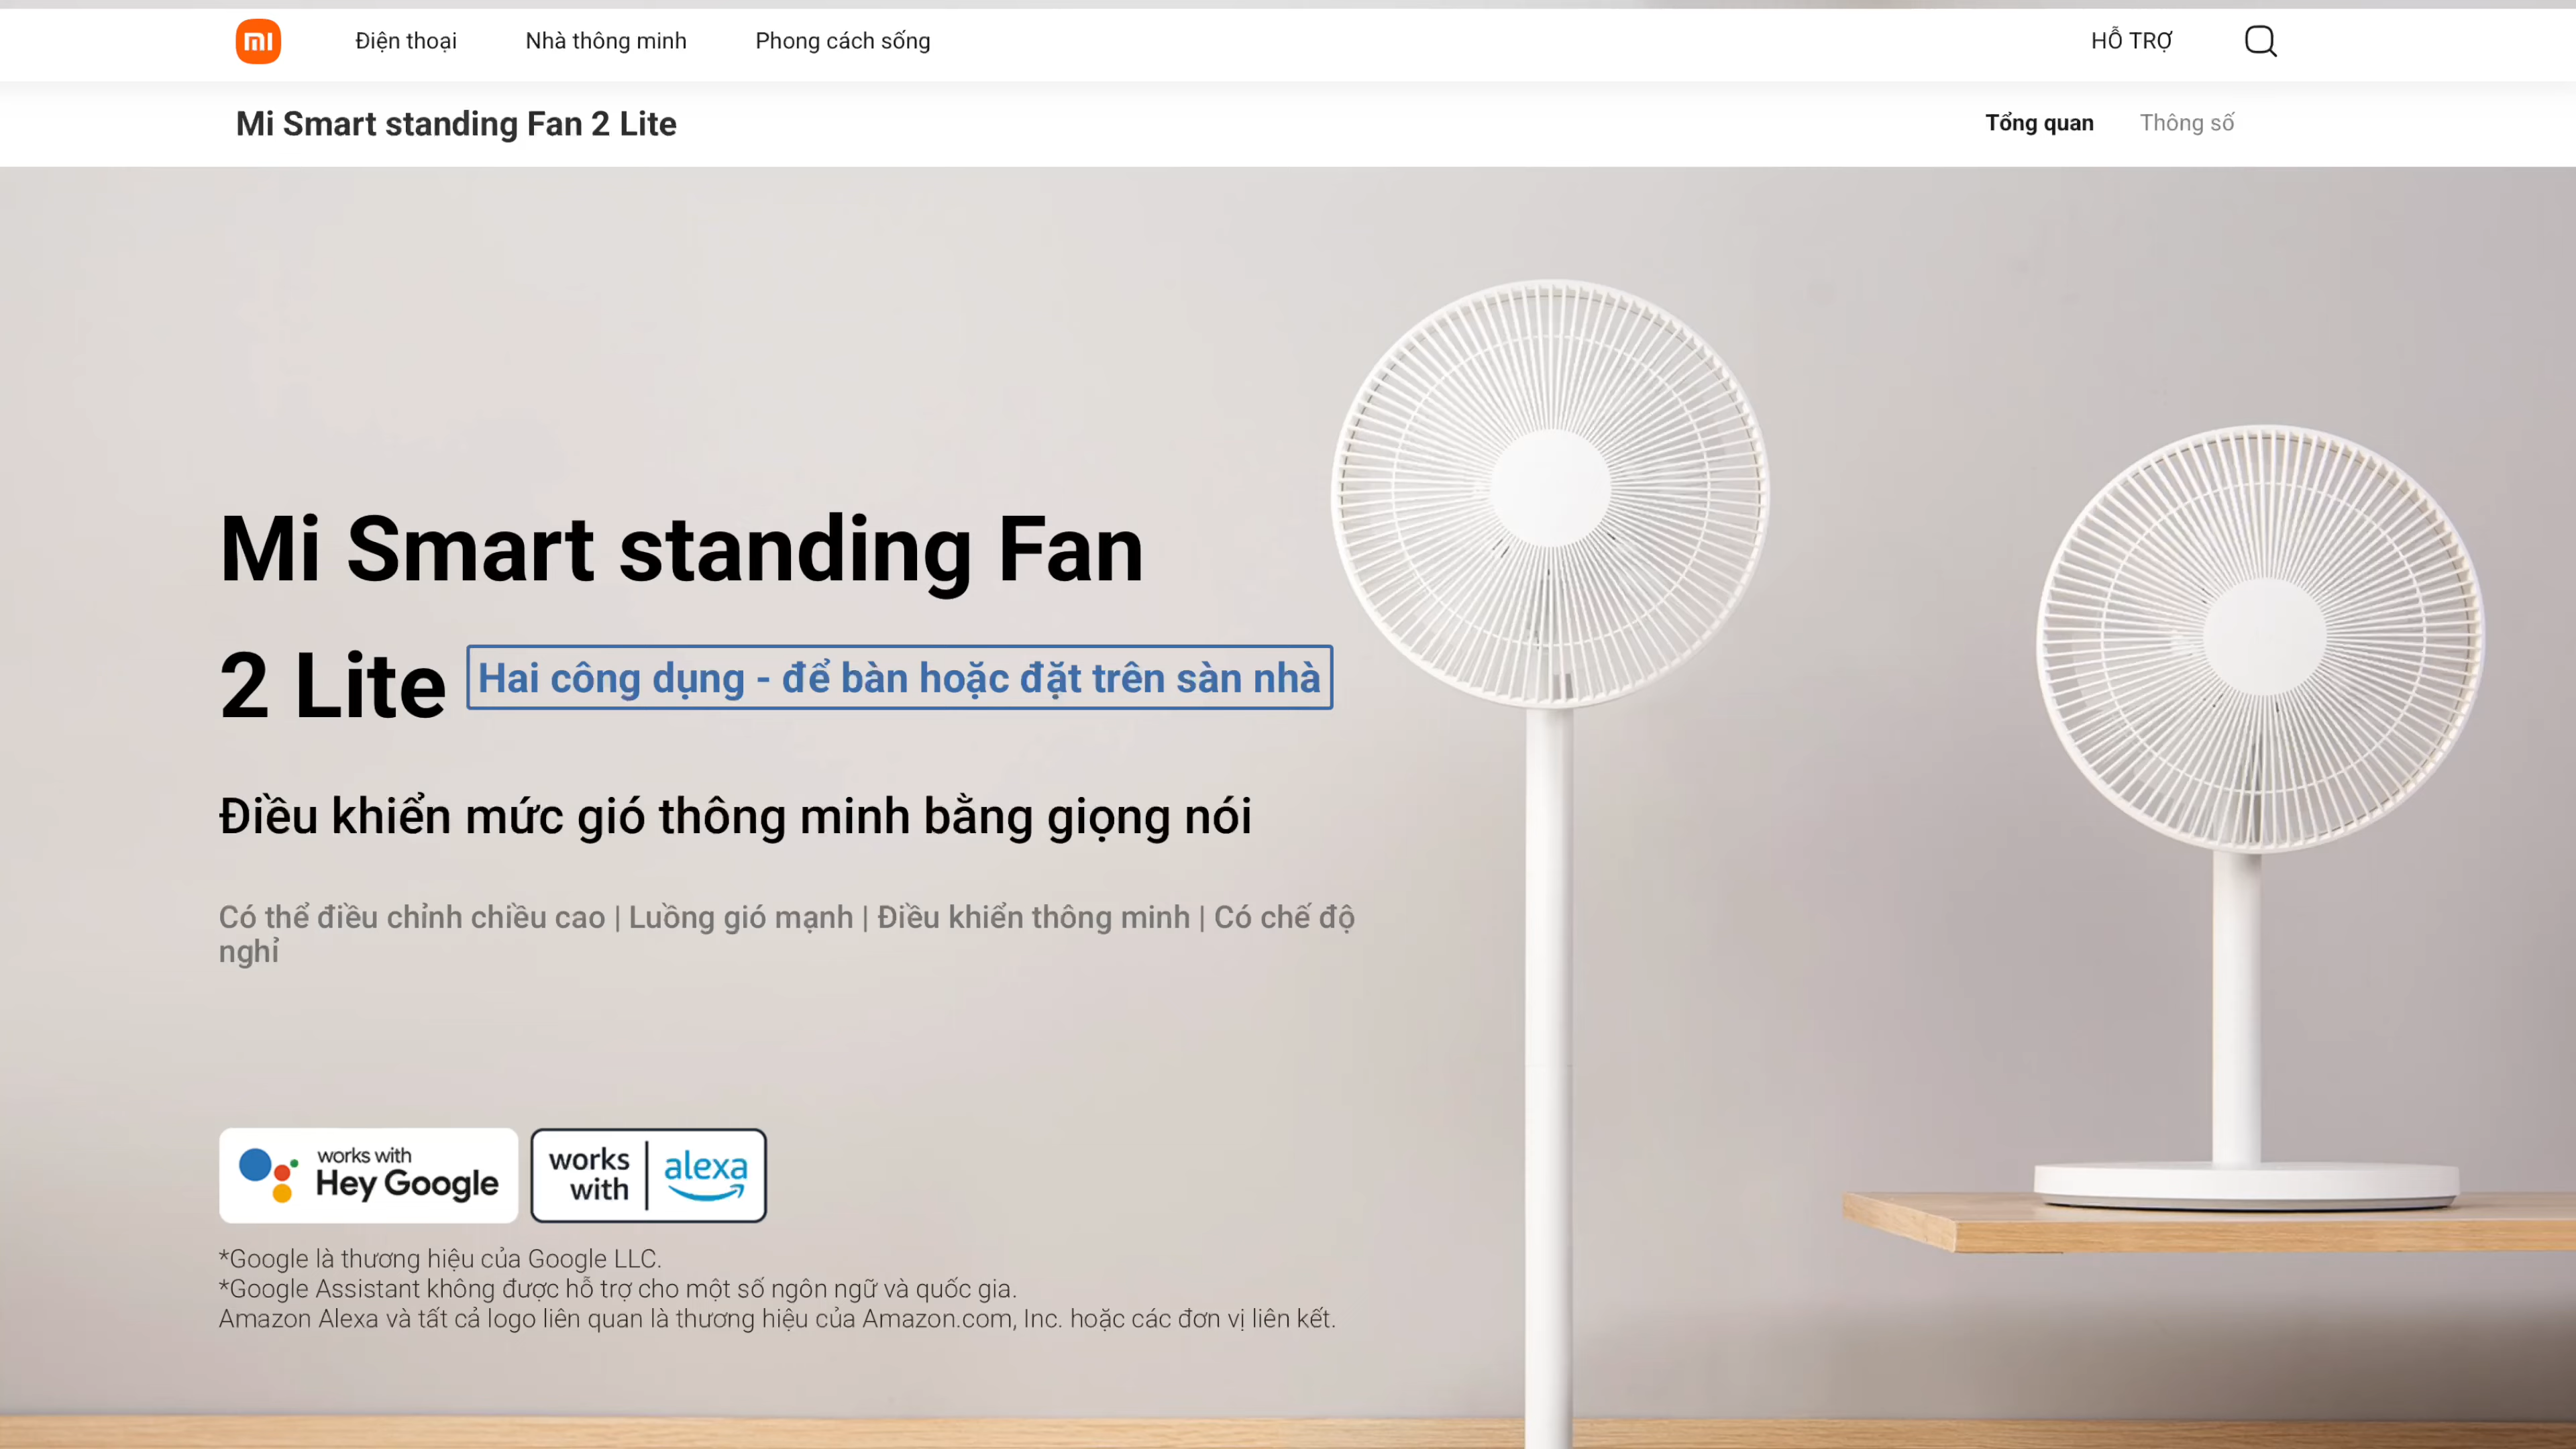 mi
Điện thoại
Nhà thông minh
Phong cách sống
HỖ TRỢ
Mi Smart standing Fan 2 Lite
Tổng quan
Thông số
Mi Smart standing Fan
2 Lite
Hai công dụng - để bàn hoặc đặt trên sàn nhà
Điều khiển mức gió thông minh bằng giọng nói
Có thể điều chỉnh chiều cao | Luồng gió mạnh | Điều khiển thông minh | Có chế độ
nghỉ
works with
Hey Google
works
with
alexa
*Google là thương hiệu của Google LLC.
*Google Assistant không được hỗ trợ cho một số ngôn ngữ và quốc gia.
Amazon Alexa và tất cả logo liên quan là thương hiệu của Amazon.com, Inc. hoặc các đơn vị liên kết.